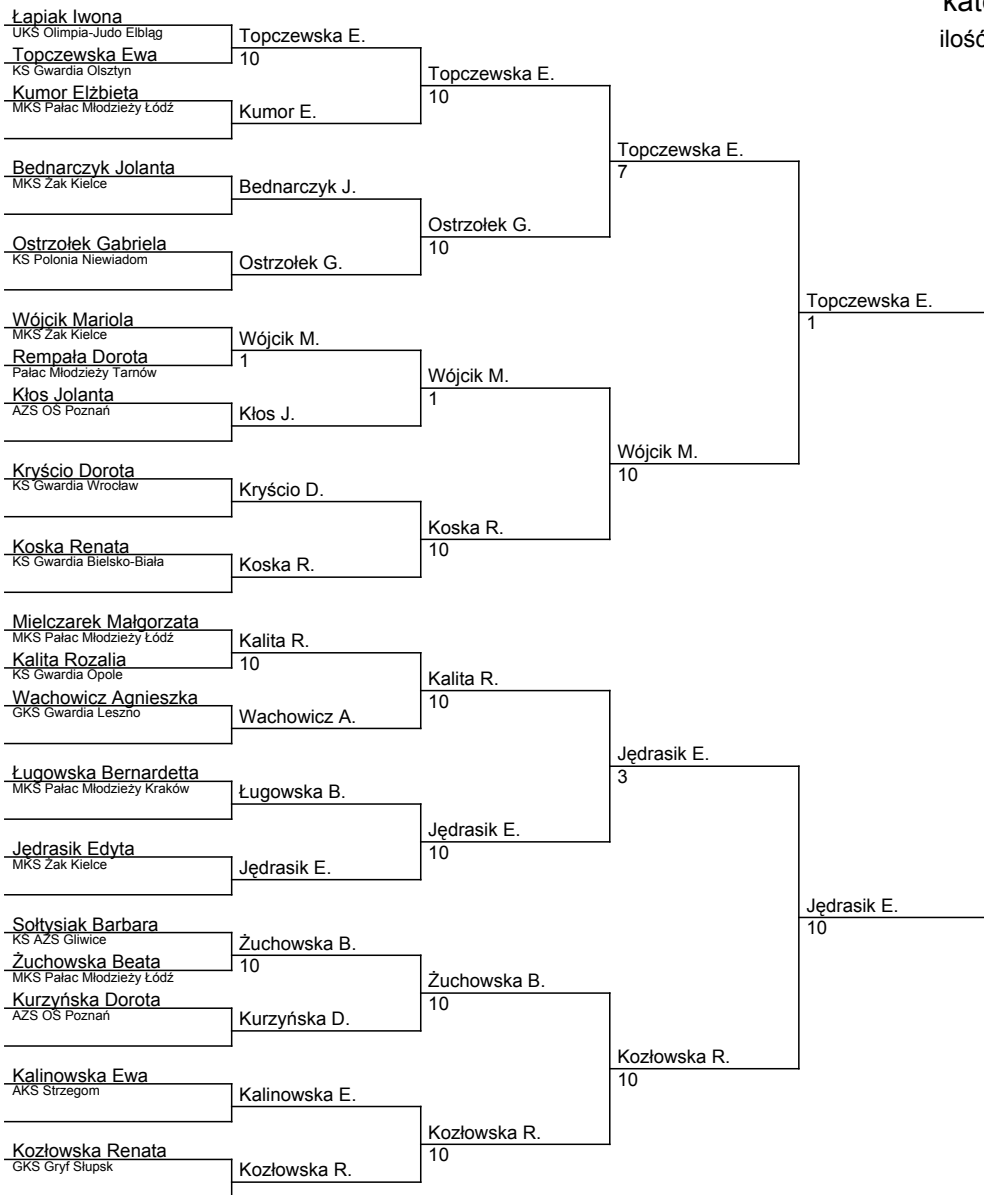 kat
ilość
Łapiak Iwona
UKS Olimpia-Judo Elbląg
Topczewska Ewa
KS Gwardia Olsztyn
Kumor Elżbieta
MKS Pałac Młodzieży Łódź
Bednarczyk Jolanta
MKS Żak Kielce
Ostrzołek Gabriela
KS Polonia Niewiadom
Wójcik Mariola
MKS Żak Kielce
Rempała Dorota
Pałac Młodzieży Tarnów
Kłos Jolanta
AZS OŚ Poznań
Kryścio Dorota
KS Gwardia Wrocław
Koska Renata
KS Gwardia Bielsko-Biała
Mielczarek Małgorzata
MKS Pałac Młodzieży Łódź
Kalita Rozalia
KS Gwardia Opole
Wachowicz Agnieszka
GKS Gwardia Leszno
Ługowska Bernardetta
MKS Pałac Młodzieży Kraków
Jędrasik Edyta
MKS Żak Kielce
Sołtysiak Barbara
KS AZS Gliwice
Żuchowska Beata
MKS Pałac Młodzieży Łódź
Kurzyńska Dorota
AZS OŚ Poznań
Kalinowska Ewa
AKS Strzegom
Kozłowska Renata
GKS Gryf Słupsk
Topczewska E.
10
Kumor E.
Bednarczyk J.
Ostrzołek G.
Wójcik M.
1
Kłos J.
Kryścio D.
Koska R.
Kalita R.
10
Wachowicz A.
Ługowska B.
Jędrasik E.
Żuchowska B.
10
Kurzyńska D.
Kalinowska E.
Kozłowska R.
Topczewska E.
10
Ostrzołek G.
10
Wójcik M.
1
Koska R.
10
Kalita R.
10
Jędrasik E.
10
Żuchowska B.
10
Kozłowska R.
10
Topczewska E.
7
Wójcik M.
10
Jędrasik E.
3
Kozłowska R.
10
Topczewska E.
1
Jędrasik E.
10